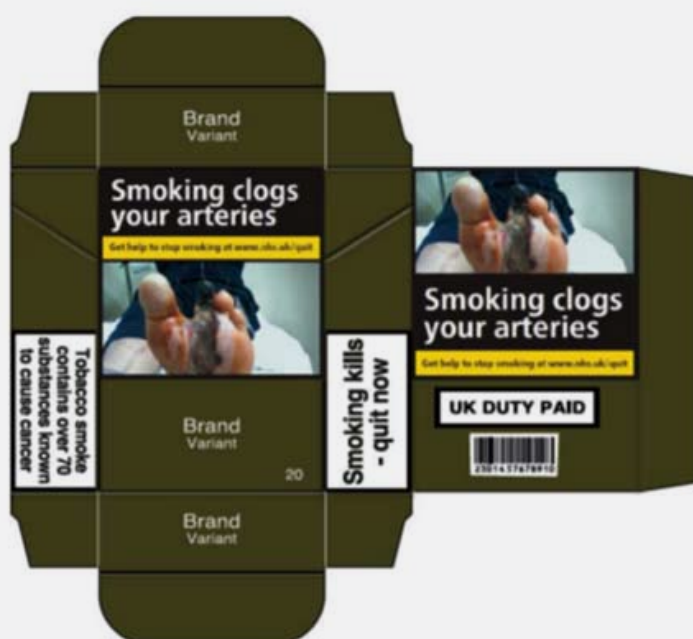 Brand
Variant
Smoking clogs
your arteries
Get help to stop smoking at www.nhs.uk/quit
Tobacco smoke
contains over 70
substances known
to cause cancer
Brand
Variant
20
Smoking kills
- quit now
Brand
Variant
Smoking clogs
your arteries
Get help to stop smoking at www.nhs.uk/quit
UK DUTY PAID